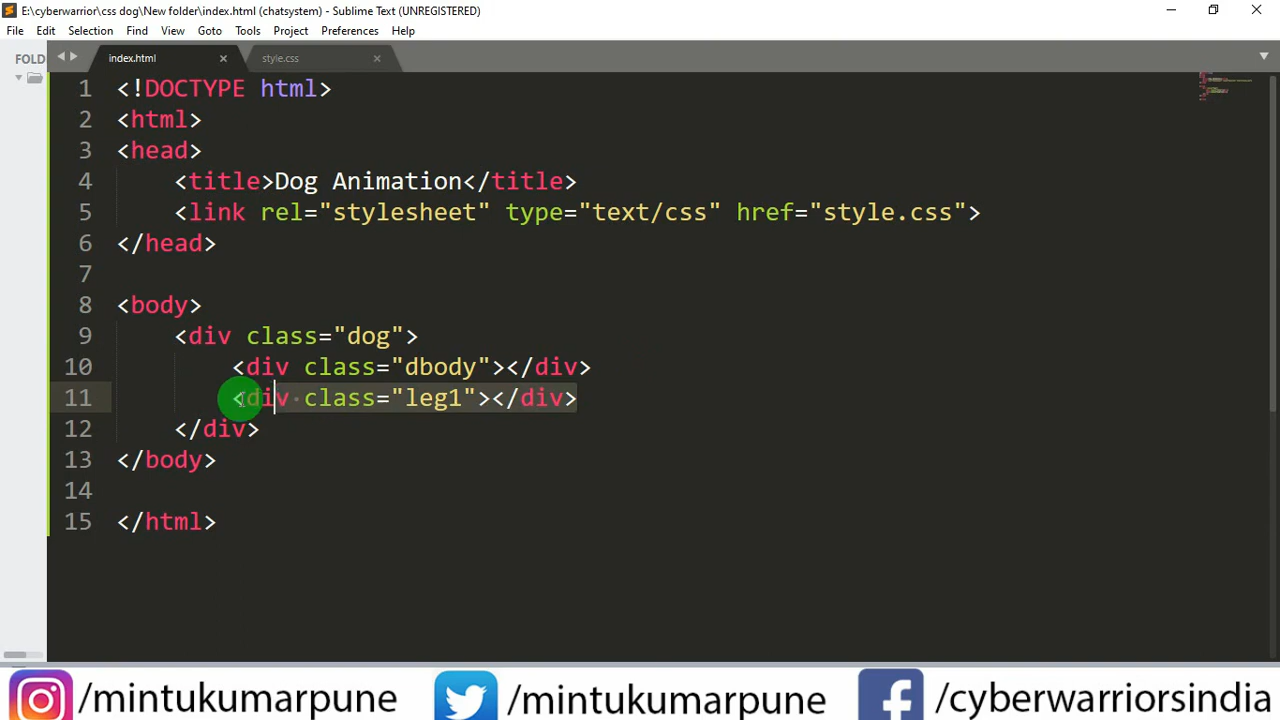 E:\cyberwarrior\css dog\New folder\index.html (chatsystem) - Sublime Text (UNREGISTERED)
File Edit Selection Find View Goto Tools Project Preferences Help
FOLD
index.html
style.css
1 <!DOCTYPE html>
2 <html>
3 <head>
4 <title>Dog Animation</title>
5 <link rel="stylesheet" type="text/css" href="style.css">
6 </head>
7
8 <body>
9 <div class="dog">
10 <div class="dbody"></div>
11 <div class="leg1"></div>
12 </div>
13 </body>
14
15 </html>
/mintukumarpune
/mintukumarpune
/cyberwarriorsindia